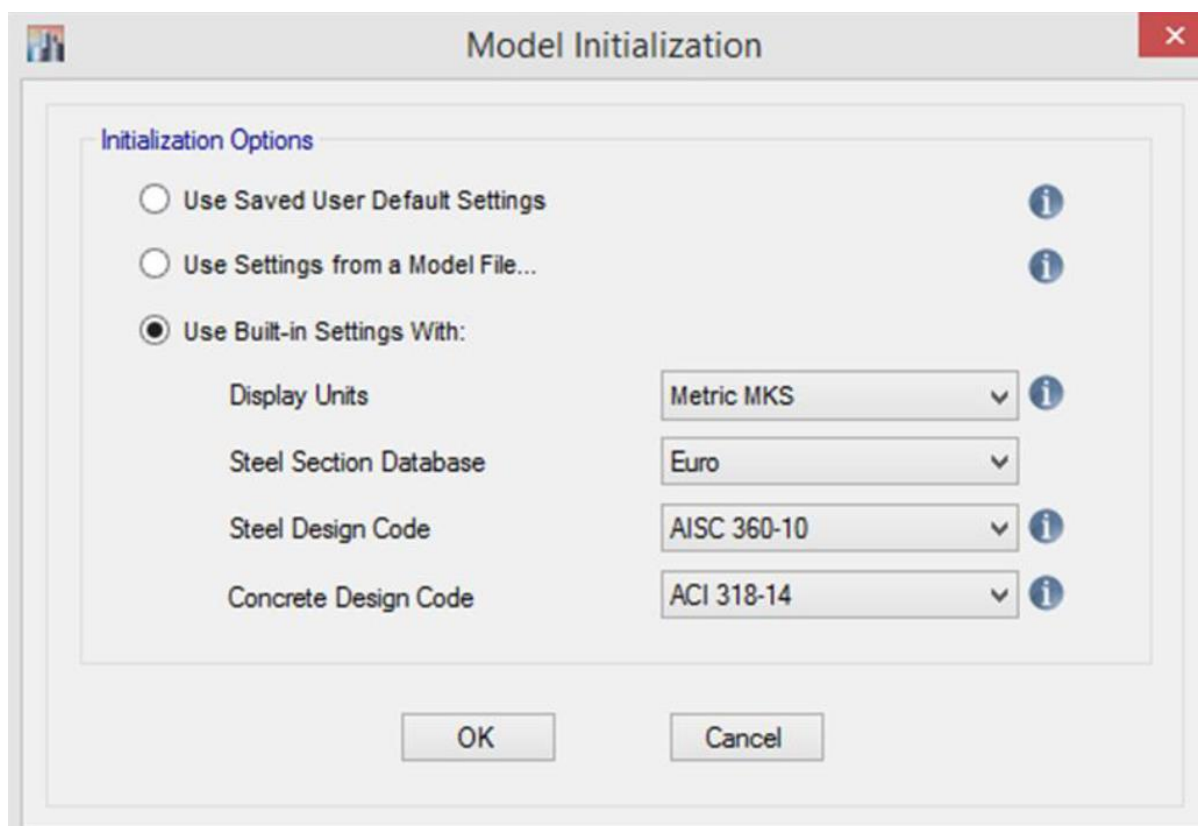 Model Initialization
Initialization Options
Use Saved User Default Settings
Use Settings from a Model File...
Use Built-in Settings With:
Display Units Metric MKS
Steel Section Database Euro
Steel Design Code AISC 360-10
Concrete Design Code ACI 318-14
OK Cancel